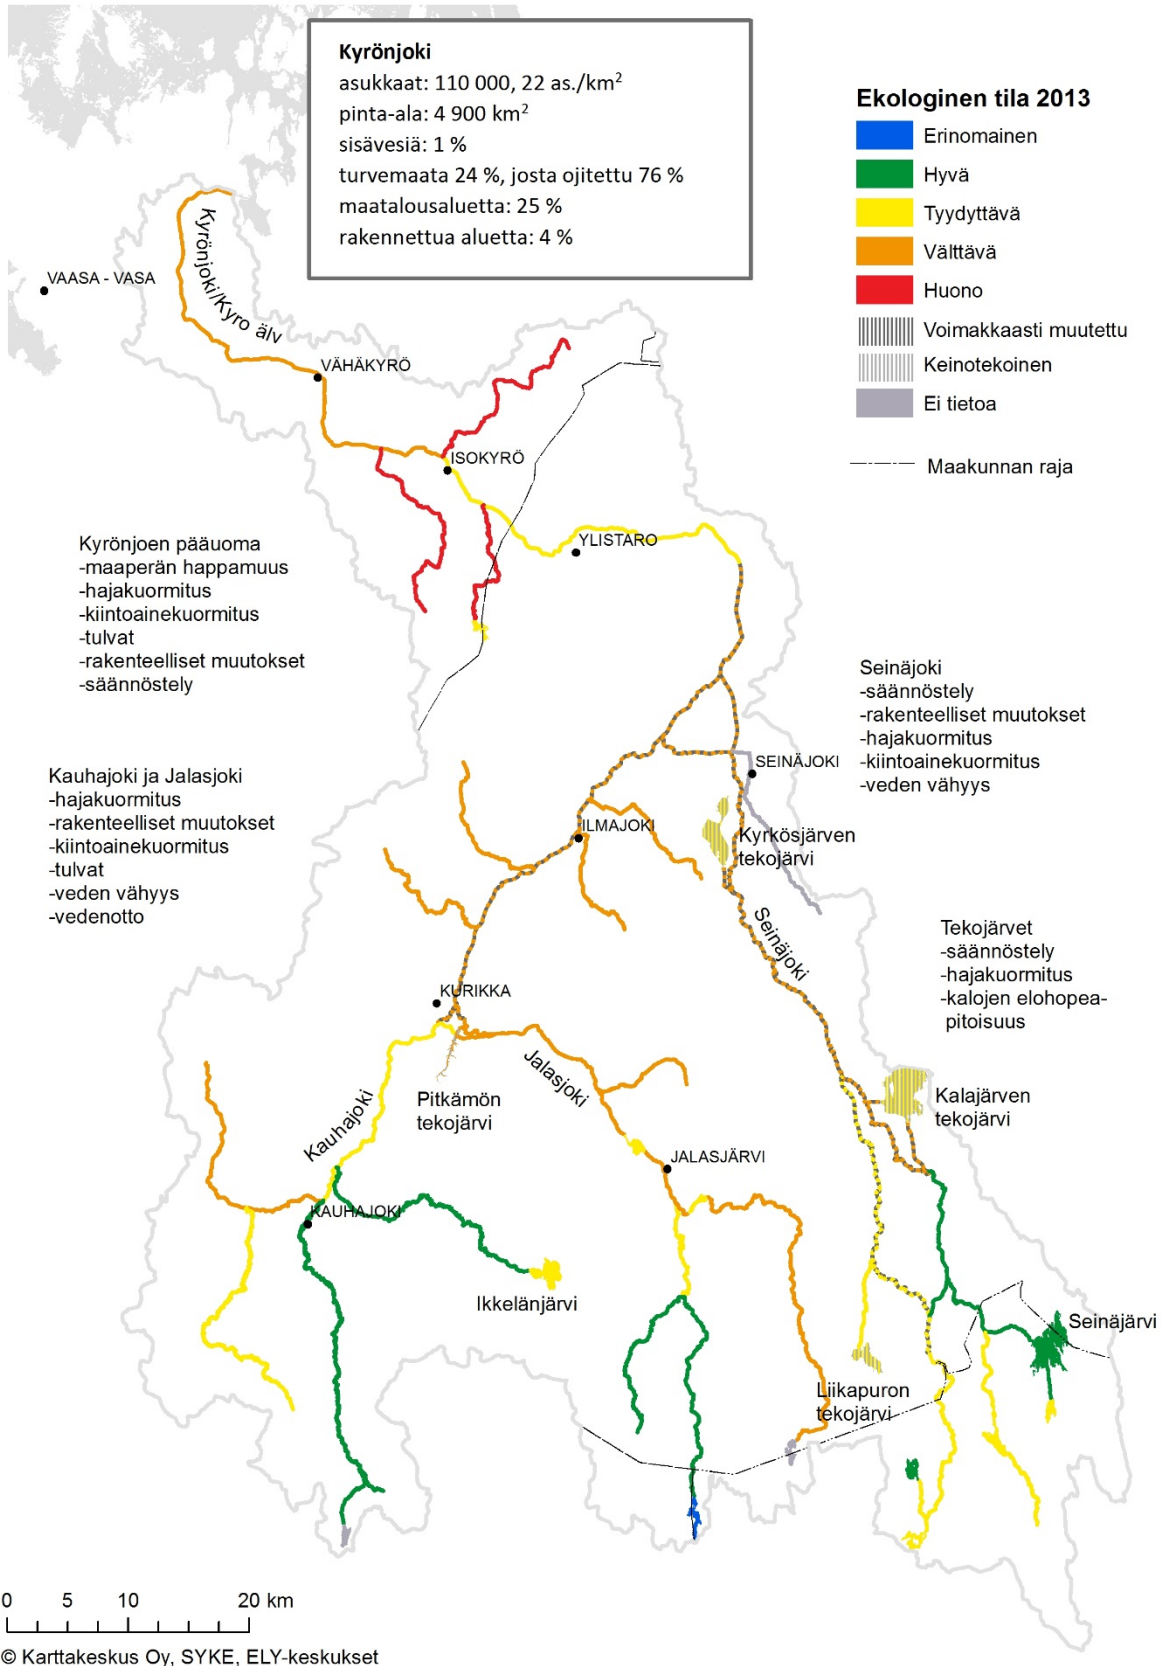 Kyrönjoki
asukkaat: 110 000, 22 as./km²
pinta-ala: 4 900 km²
sisävesiä: 1 %
turvemaata 24 %, josta ojitettu 76 %
maatalousaluetta: 25 %
rakennettua aluetta: 4 %
Ekologinen tila 2013
Erinomainen
Hyvä
Tyydyttävä
Välttävä
Huono
Voimakkaasti muutettu
Keinotekoinen
Ei tietoa
Maakunnan raja
Kyrönjoki/Kyro älv
VAASA - VASA
VÄHÄKYRÖ
ISOKYRÖ
YLISTARO
Kyrönjoen pääuoma
-maaperän happamuus
-hajakuormitus
-kiintoainekuormitus
-tulvat
-rakenteelliset muutokset
-säännöstely
Seinäjoki
-säännöstely
-rakenteelliset muutokset
-hajakuormitus
-kiintoainekuormitus
-veden vähyys
Kauhajoki ja Jalasjoki
-hajakuormitus
-rakenteelliset muutokset
-kiintoainekuormitus
-tulvat
-veden vähyys
-vedenotto
SEINÄJOKI
ILMAJOKI
Kyrkösjärven
tekojärvi
Seinäjoki
Tekojärvet
-säännöstely
-hajakuormitus
-kalojen elohopea-
pitoisuus
KURIKKA
Jalasjoki
Kauhajoki
Pitkämön
tekojärvi
Kalajärven
tekojärvi
JALASJÄRVI
KAUHAJOKI
Ikkelänjärvi
Seinäjärvi
Liikapuron
tekojärvi
0 5 10 20 km
© Karttakeskus Oy, SYKE, ELY-keskukset